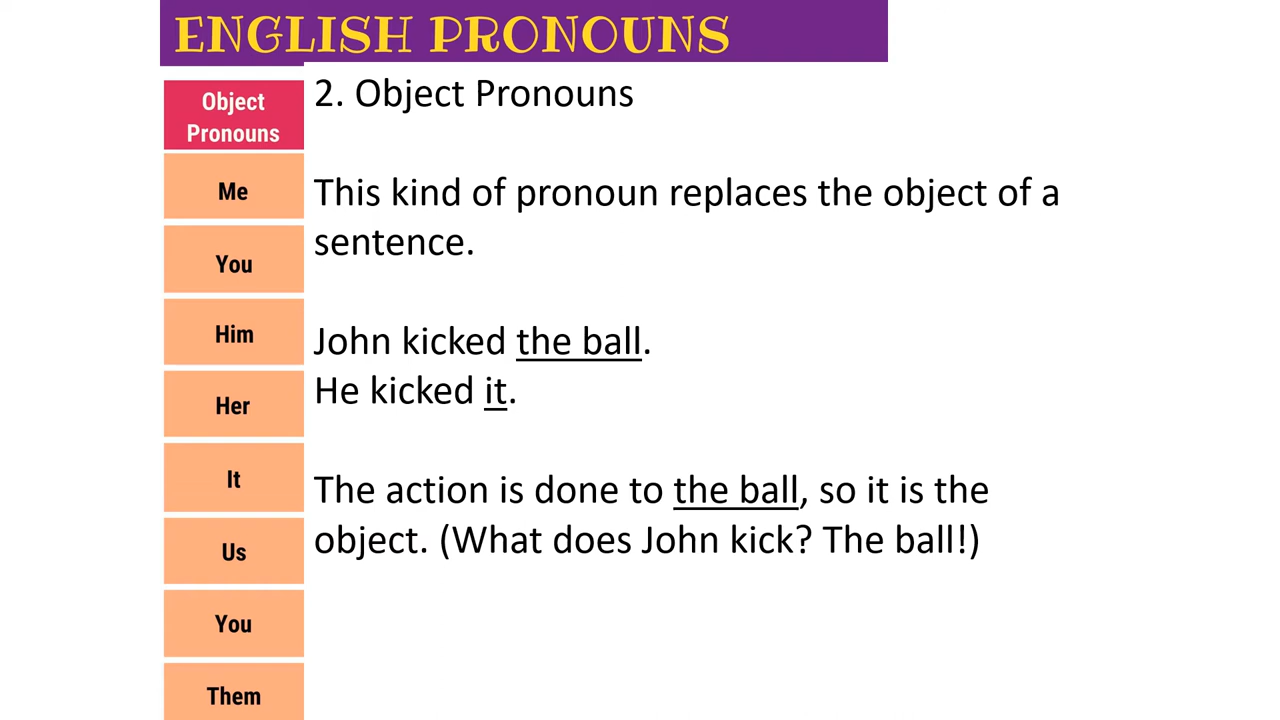 ENGLISH PRONOUNS
Object
Pronouns
Me
You
Him
Her
It
Us
You
Them
2. Object Pronouns
This kind of pronoun replaces the object of a
sentence.
John kicked the ball.
He kicked it.
The action is done to the ball, so it is the
object. (What does John kick? The ball!)